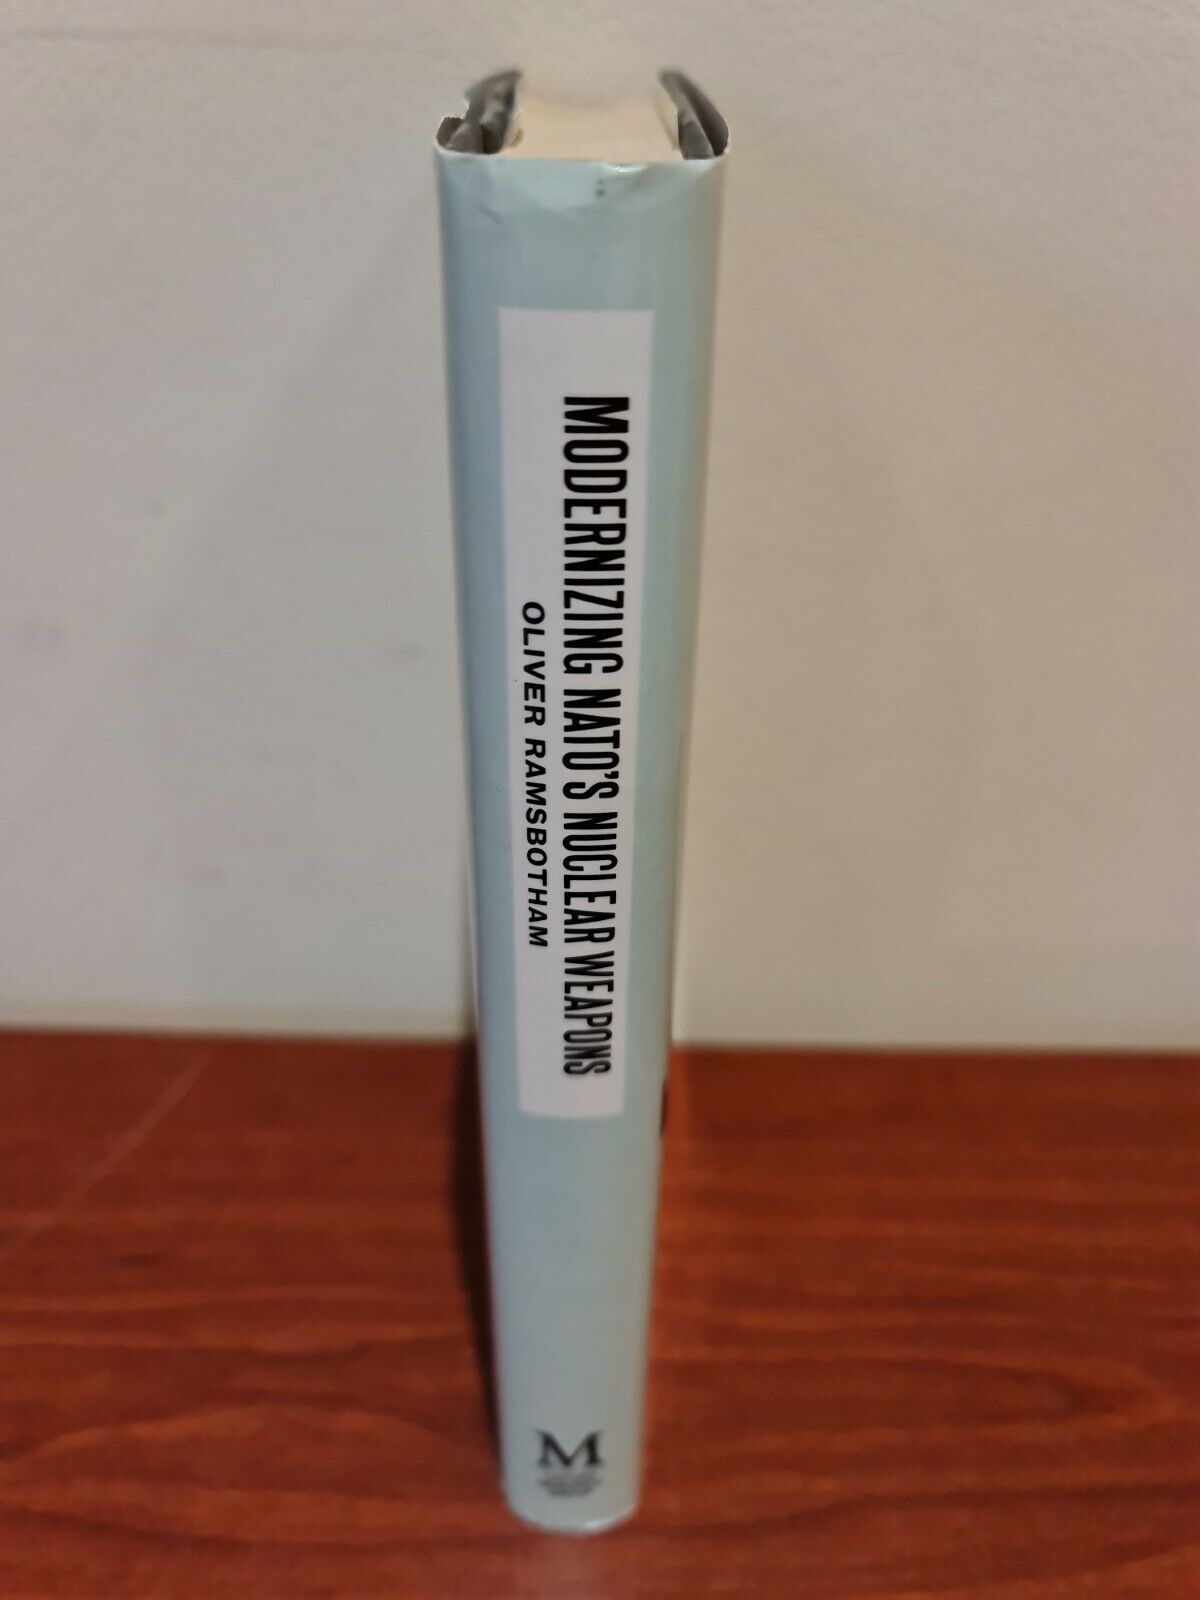 MODERNIZING NATO'S NUCLEAR WEAPONS
OLIVER RAMSBOTHAM
M